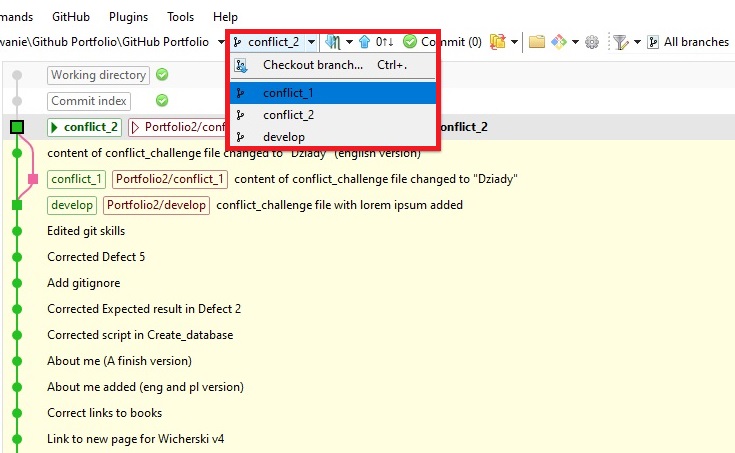 mands GitHub Plugins Tools Help
wanie\Github Portfolio\GitHub Portfolio conflict_2 0↑↓ Commit (0) All branches
Checkout branch... Ctrl+.
conflict_1
conflict_2
develop
Working directory
Commit index
conflict_2 Portfolio2/conf onflict_2
content of conflict_challenge file changed to "Dziady" (english version)
conflict_1 Portfolio2/conflict_1 content of conflict_challenge file changed to "Dziady"
develop Portfolio2/develop conflict_challenge file with lorem ipsum added
Edited git skills
Corrected Defect 5
Add gitignore
Corrected Expected result in Defect 2
Corrected script in Create_database
About me (A finish version)
About me added (eng and pl version)
Correct links to books
Link to new page for Wicherski v4